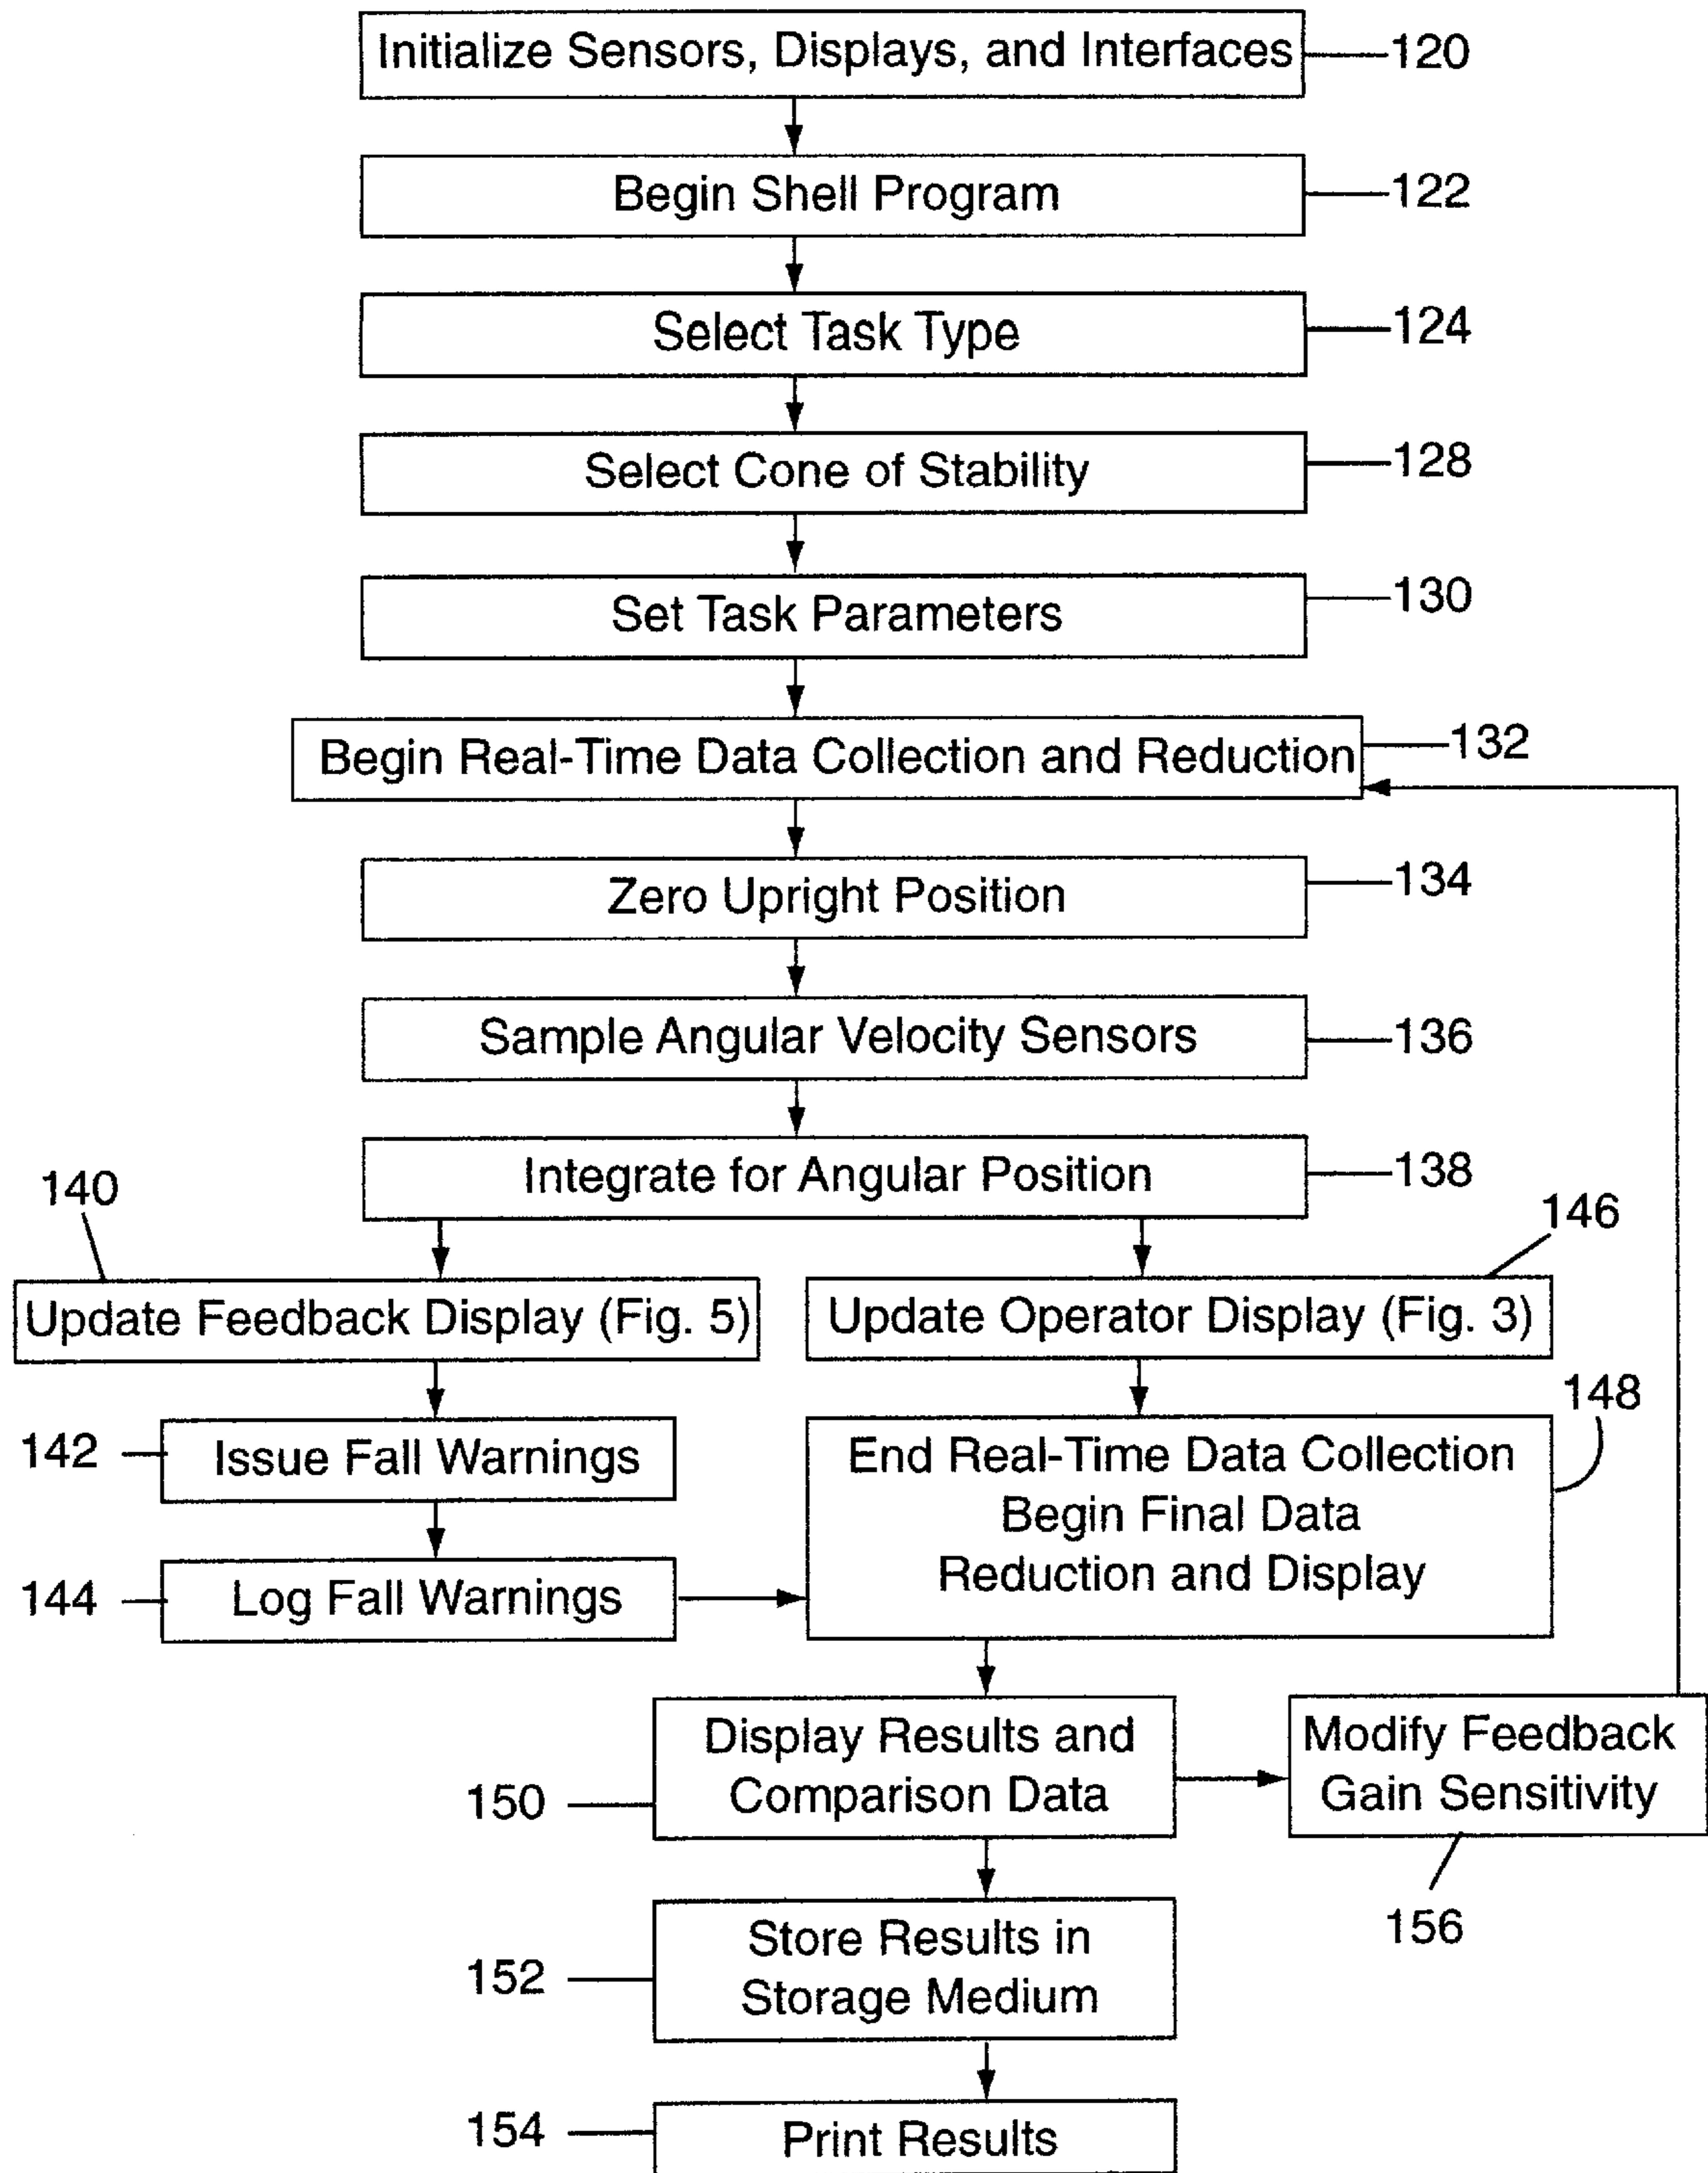 Initialize Sensors, Displays, and Interfaces
120
Begin Shell Program
122
Select Task Type
124
Select Cone of Stability
128
Set Task Parameters
130
Begin Real-Time Data Collection and Reduction
132
Zero Upright Position
134
Sample Angular Velocity Sensors
136
Integrate for Angular Position
138
140
146
Update Feedback Display (Fig. 5)
Update Operator Display (Fig. 3)
148
142
Issue Fall Warnings
End Real-Time Data Collection
Begin Final Data
Reduction and Display
144
Log Fall Warnings
150
Display Results and
Comparison Data
Modify Feedback
Gain Sensitivity
156
152
Store Results in
Storage Medium
154
Print Results